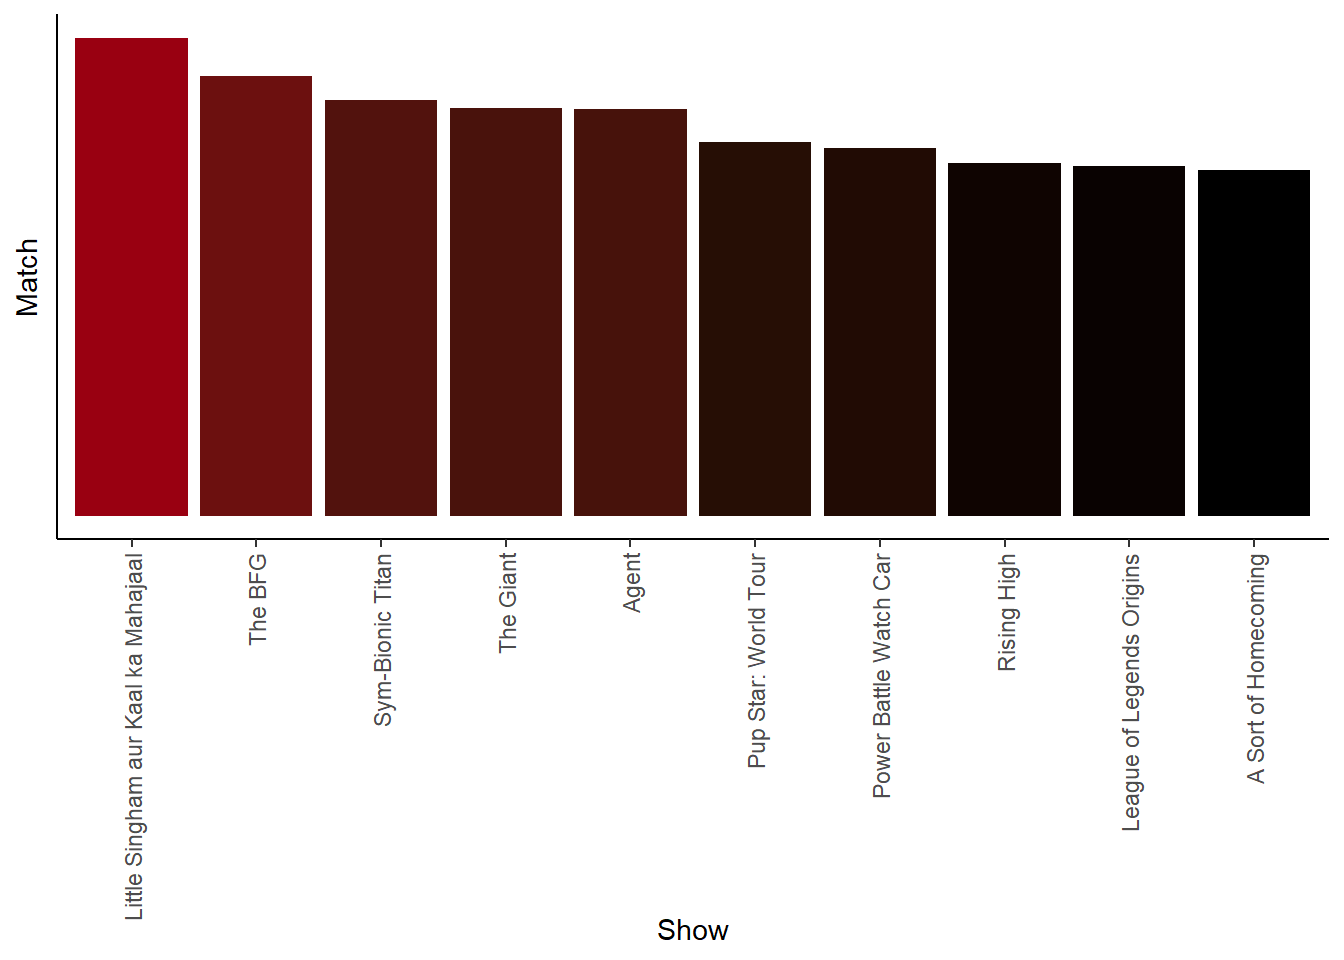 Match
Little Singham aur Kaal ka Mahajaal
The BFG
Sym-Bionic Titan
The Giant
Agent
Pup Star: World Tour
Power Battle Watch Car
Rising High
League of Legends Origins
A Sort of Homecoming
Show